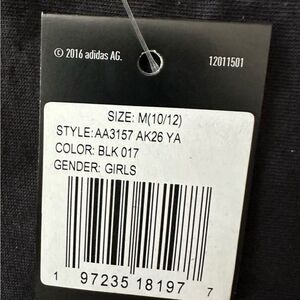 © 2016 adidas AG. 12011501
SIZE: M(10/12)
STYLE: AA3157 AK26 YA
COLOR: BLK 017
GENDER: GIRLS
1 97235 18197 7